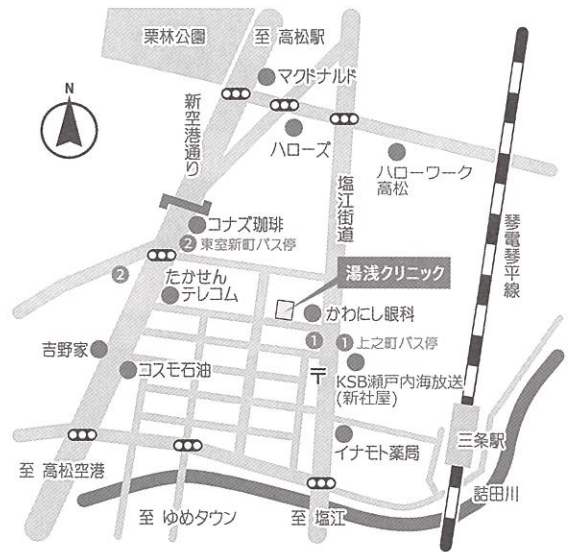 栗林公園
至 高松駅
マクドナルド
N
新空港通り
ハローズ
ハローワーク
高松
塩江街道
コナズ珈琲
2 東室新町バス停
琴電琴平線
2
湯浅クリニック
たかせん
テレコム
かわにし眼科
1
1 上之町バス停
吉野家
コスモ石油
〒
KSB瀬戸内海放送
(新社屋)
イナモト薬局
三条駅
至 高松空港
詰田川
至 ゆめタウン
至 塩江